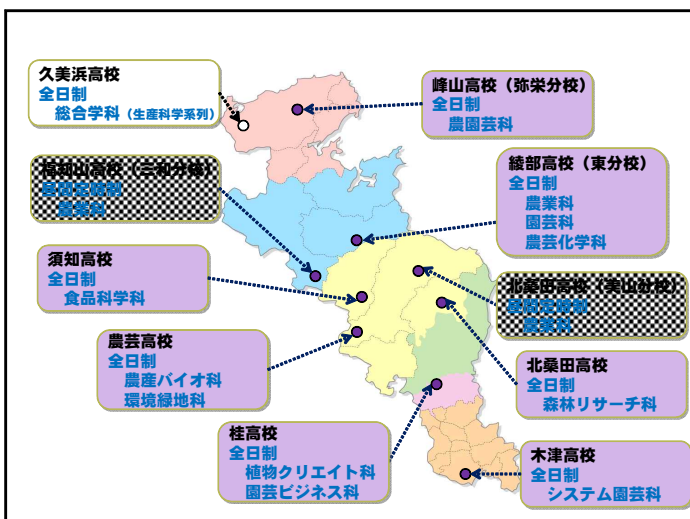 久美浜高校
全日制
総合学科（生産科学系列）
峰山高校（弥栄分校）
全日制
農園芸科
福知山高校（三和分校）
昼間定時制
農業科
綾部高校（東分校）
全日制
農業科
園芸科
農芸化学科
須知高校
全日制
食品科学科
北桑田高校（美山分校）
昼間定時制
農業科
農芸高校
全日制
農産バイオ科
環境緑地科
北桑田高校
全日制
森林リサーチ科
桂高校
全日制
植物クリエイト科
園芸ビジネス科
木津高校
全日制
システム園芸科